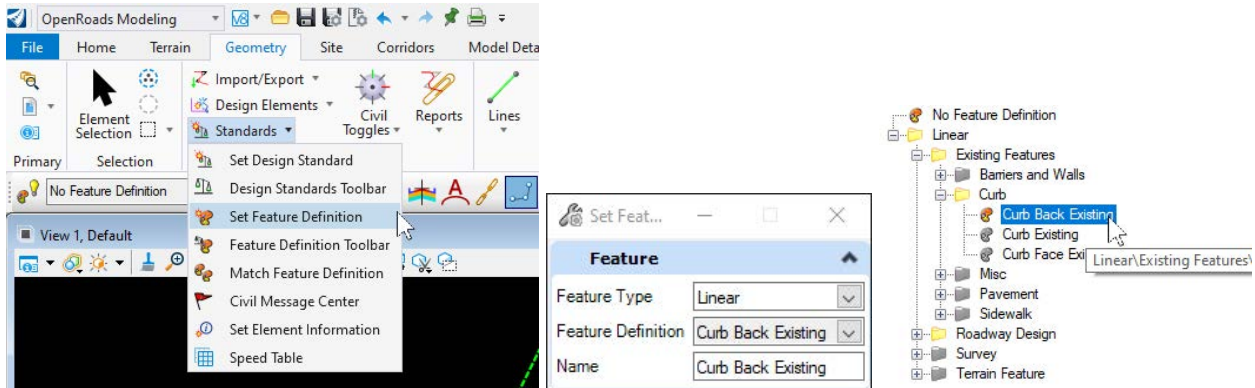 OpenRoads Modeling
File Home Terrain Geometry Site Corridors Model Deta
Import/Export
Design Elements
Standards
Element Selection
Civil Toggles
Reports
Lines
Primary Selection
No Feature Definition
View 1, Default
Set Design Standard
Design Standards Toolbar
Set Feature Definition
Feature Definition Toolbar
Match Feature Definition
Civil Message Center
Set Element Information
Speed Table
Set Feat...
Feature
Feature Type Linear
Feature Definition Curb Back Existing
Name Curb Back Existing
No Feature Definition
Linear
Existing Features
Barriers and Walls
Curb
Curb Back Existing
Curb Existing
Curb Face Exi
Linear\Existing Features\
Misc
Pavement
Sidewalk
Roadway Design
Survey
Terrain Feature